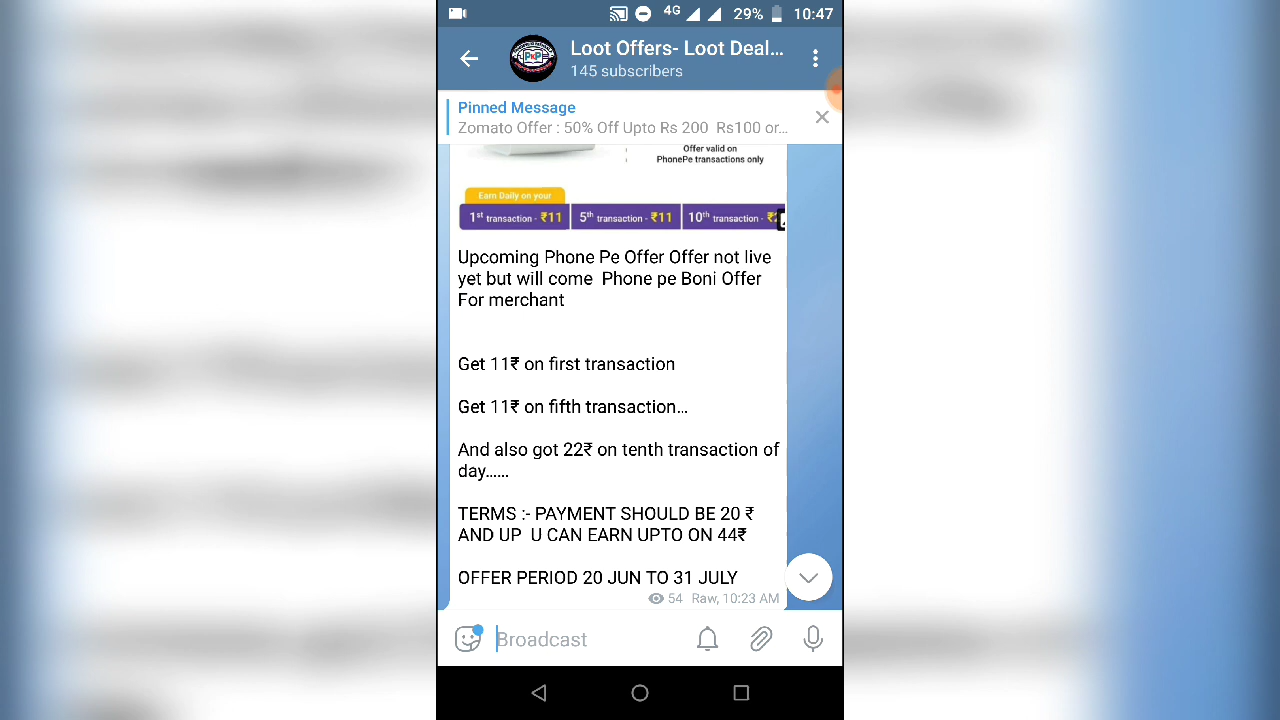 4G 29% 10:47
Loot Offers- Loot Deal...
145 subscribers
Pinned Message
Zomato Offer : 50% Off Upto Rs 200 Rs100 or...
Offer valid on
PhonePe transactions only
Earn Daily on your
1st transaction - ₹11 5th transaction - ₹11 10th transaction -
Upcoming Phone Pe Offer Offer not live
yet but will come Phone pe Boni Offer
For merchant
Get 11₹ on first transaction
Get 11₹ on fifth transaction...
And also got 22₹ on tenth transaction of
day......
TERMS :- PAYMENT SHOULD BE 20 ₹
AND UP U CAN EARN UPTO ON 44₹
OFFER PERIOD 20 JUN TO 31 JULY
54 Raw, 10:23 AM
Broadcast